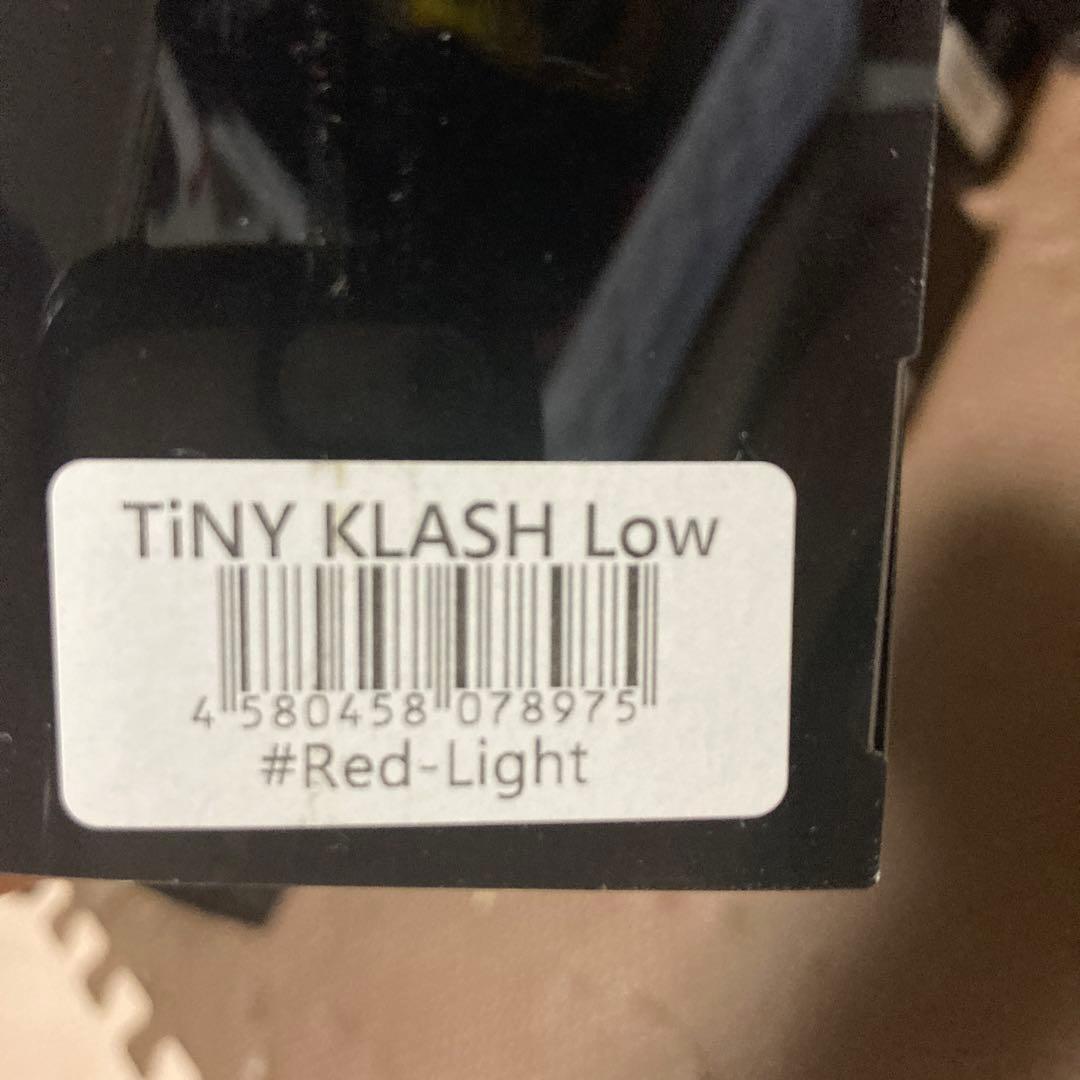 TiNY KLASH Low
4 580458 078975
#Red-Light